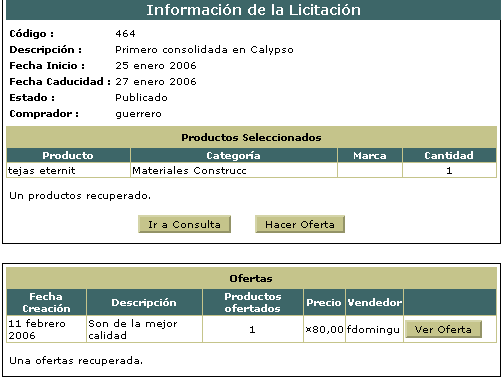 Información de la Licitación
Código : 464
Descripción : Primero consolidada en Calypso
Fecha Inicio : 25 enero 2006
Fecha Caducidad : 27 enero 2006
Estado : Publicado
Comprador : guerrero
Productos Seleccionados
Producto Categoría Marca Cantidad
tejas eternit Materiales Construcc 1
Un productos recuperado.
Ir a Consulta Hacer Oferta
Ofertas
Fecha Creación Descripción Productos ofertados Precio Vendedor
11 febrero 2006 Son de la mejor calidad 1 ¤80,00 fdomingu Ver Oferta
Una ofertas recuperada.